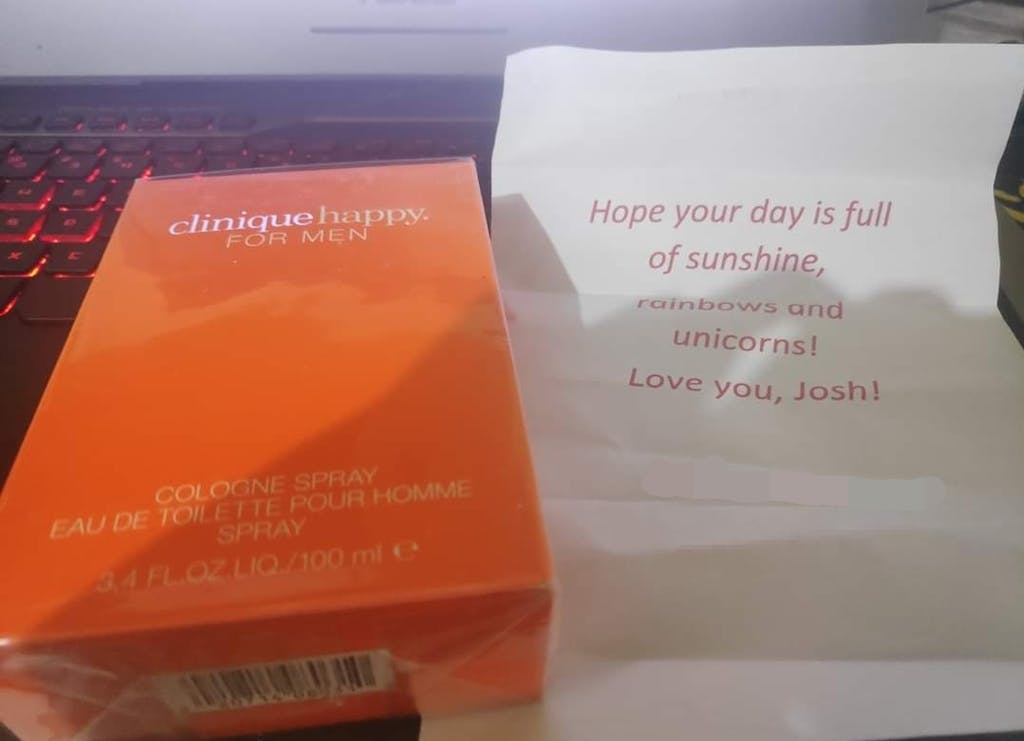 clinique happy.
FOR MEN
COLOGNE SPRAY
EAU DE TOILETTE POUR HOMME
SPRAY
3,4 FL.OZ.LIQ./100 ml e
Hope your day is full
of sunshine,
rainbows and
unicorns!
Love you, Josh!